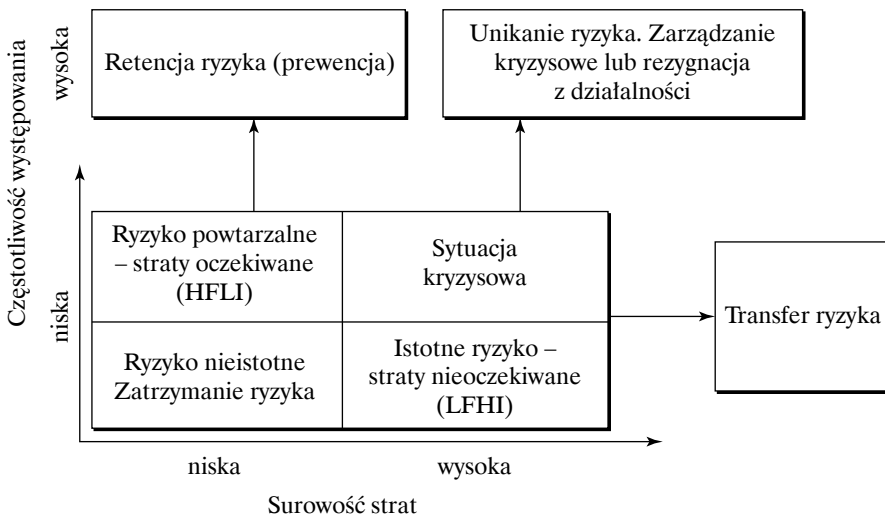 Częstotliwość występowania
wysoka
niska
Retencja ryzyka (prewencja)
Unikanie ryzyka. Zarządzanie
kryzysowe lub rezygnacja
z działalności
Ryzyko powtarzalne
– straty oczekiwane
(HFLI)
Sytuacja
kryzysowa
Ryzyko nieistotne
Zatrzymanie ryzyka
Istotne ryzyko –
straty nieoczekiwane
(LFHI)
Transfer ryzyka
niska
wysoka
Surowość strat